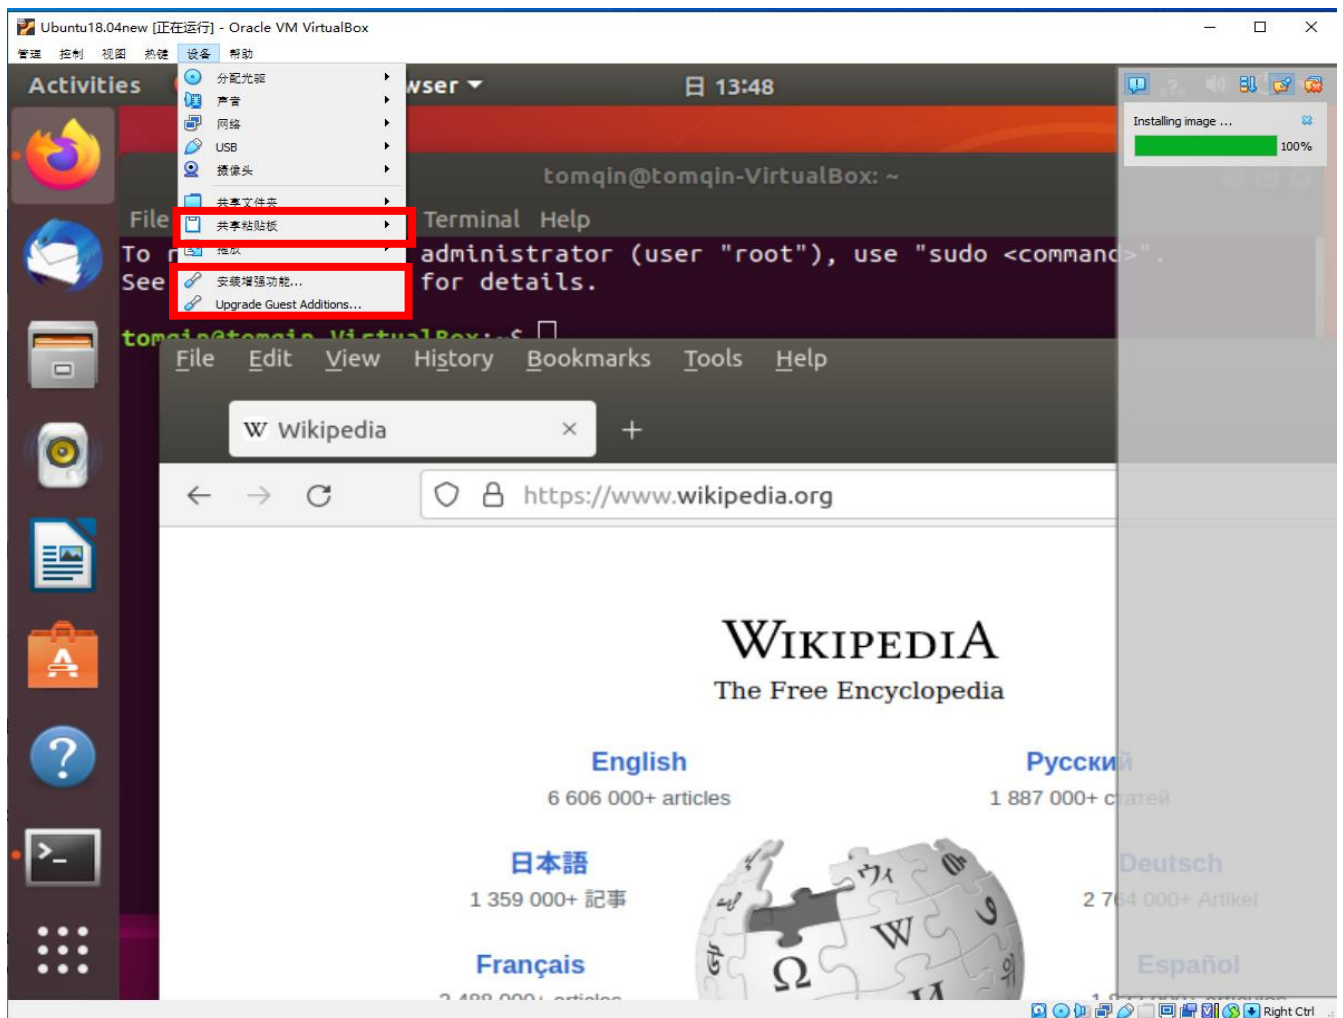 Ubuntu18.04new [正在运行] - Oracle VM VirtualBox
管理 控制 视图 热键 设备 帮助
Activities
wser
日 13:48
分配光驱
声音
网络
USB
摄像头
共享文件夹
共享粘贴板
拖放
安装增强功能...
Upgrade Guest Additions...
Installing image ...
100%
tomqin@tomqin-VirtualBox: ~
File Terminal Help
To r administrator (user "root"), use "sudo <command>".
See for details.
tomqin@tomqin-VirtualBox:~$
File Edit View History Bookmarks Tools Help
W Wikipedia
https://www.wikipedia.org
WIKIPEDIA
The Free Encyclopedia
English
6 606 000+ articles
Русский
1 887 000+ статей
日本語
1 359 000+ 記事
Deutsch
2 764 000+ Artikel
Français
Español
Right Ctrl